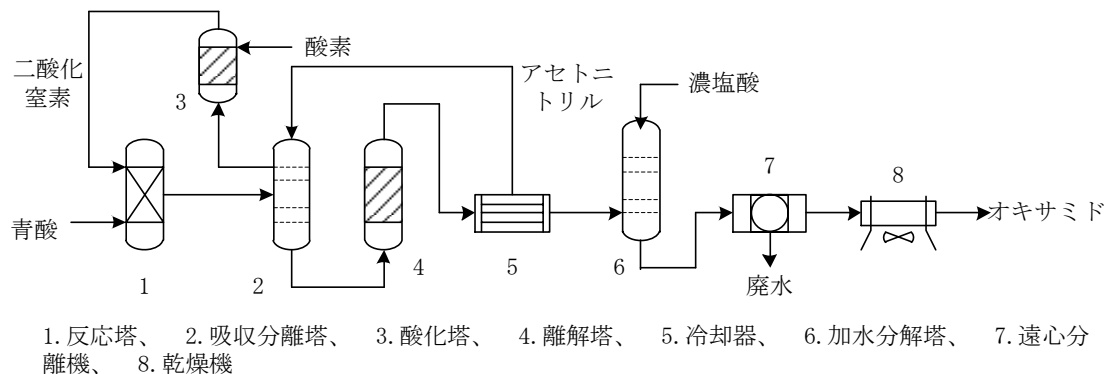 酸素
二酸化
窒素
3
アセトニ
トリル
濃塩酸
7
8
青酸
オキサミド
1
2
4
5
6
廃水
1.反応塔、 2.吸収分離塔、 3.酸化塔、 4.離解塔、 5.冷却器、 6.加水分解塔、 7.遠心分
離機、 8.乾燥機